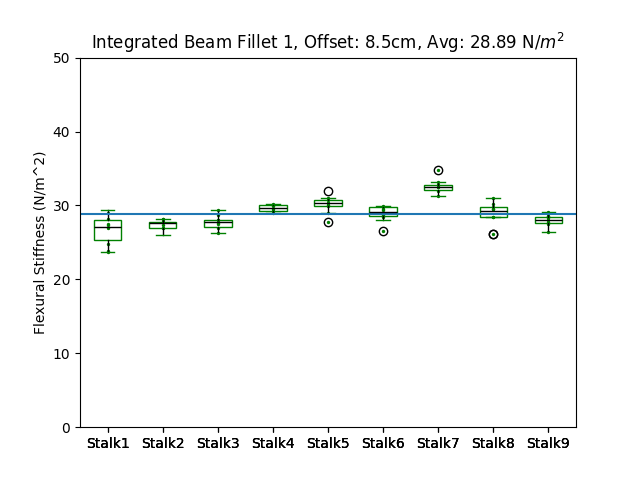 Integrated Beam Fillet 1, Offset: 8.5cm, Avg: 28.89 N/m²
Flexural Stiffness (N/m^2)
50
40
30
20
10
0
Stalk1 Stalk2 Stalk3 Stalk4 Stalk5 Stalk6 Stalk7 Stalk8 Stalk9